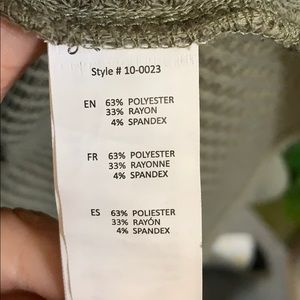 Style # 10-0023
EN 63% POLYESTER
33% RAYON
4% SPANDEX
FR 63% POLYESTER
33% RAYONNE
4% SPANDEX
ES 63% POLIESTER
33% RAYÓN
4% SPANDEX